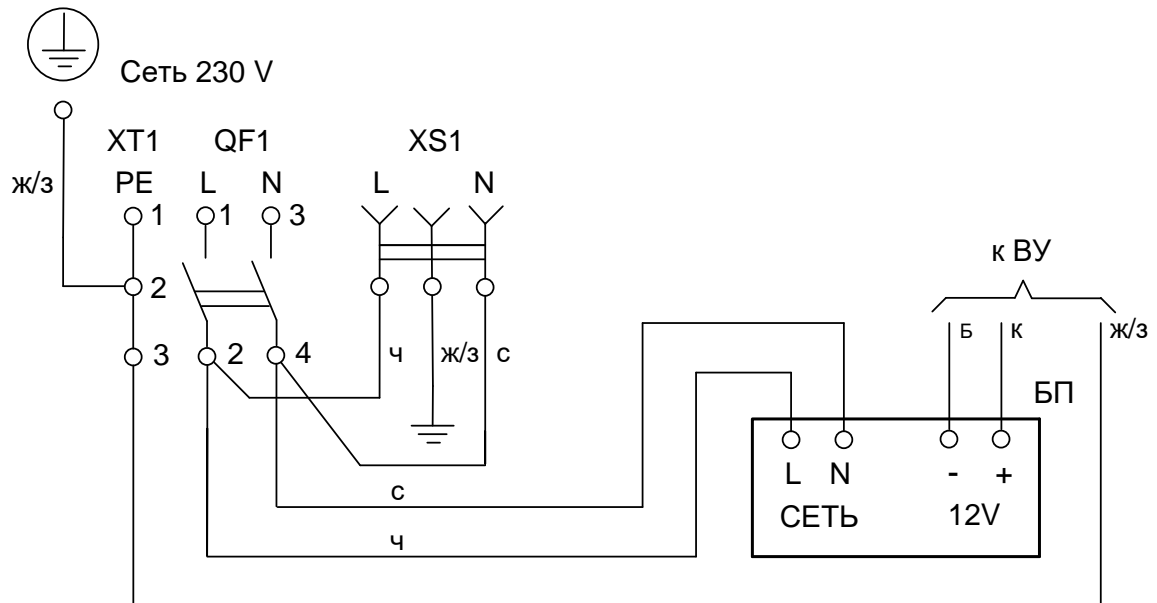 Сеть 230 V
XT1 QF1 XS1
ж/з PE L N L N
1 1 3
к ВУ
2
Б К ж/з
3 2 4 ч ж/з с
БП
L N - +
с
СЕТЬ 12V
ч